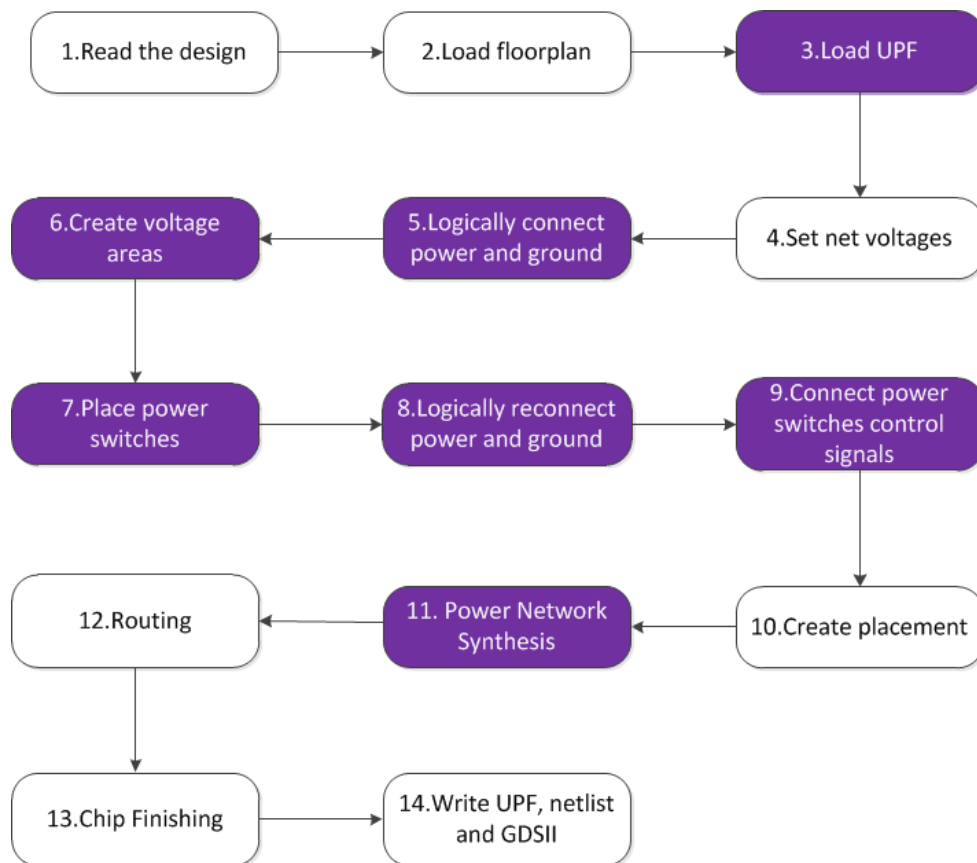 1.Read the design
2.Load floorplan
3.Load UPF
4.Set net voltages
5.Logically connect
power and ground
6.Create voltage
areas
7.Place power
switches
8.Logically reconnect
power and ground
9.Connect power
switches control
signals
10.Create placement
11. Power Network
Synthesis
12.Routing
13.Chip Finishing
14.Write UPF, netlist
and GDSII